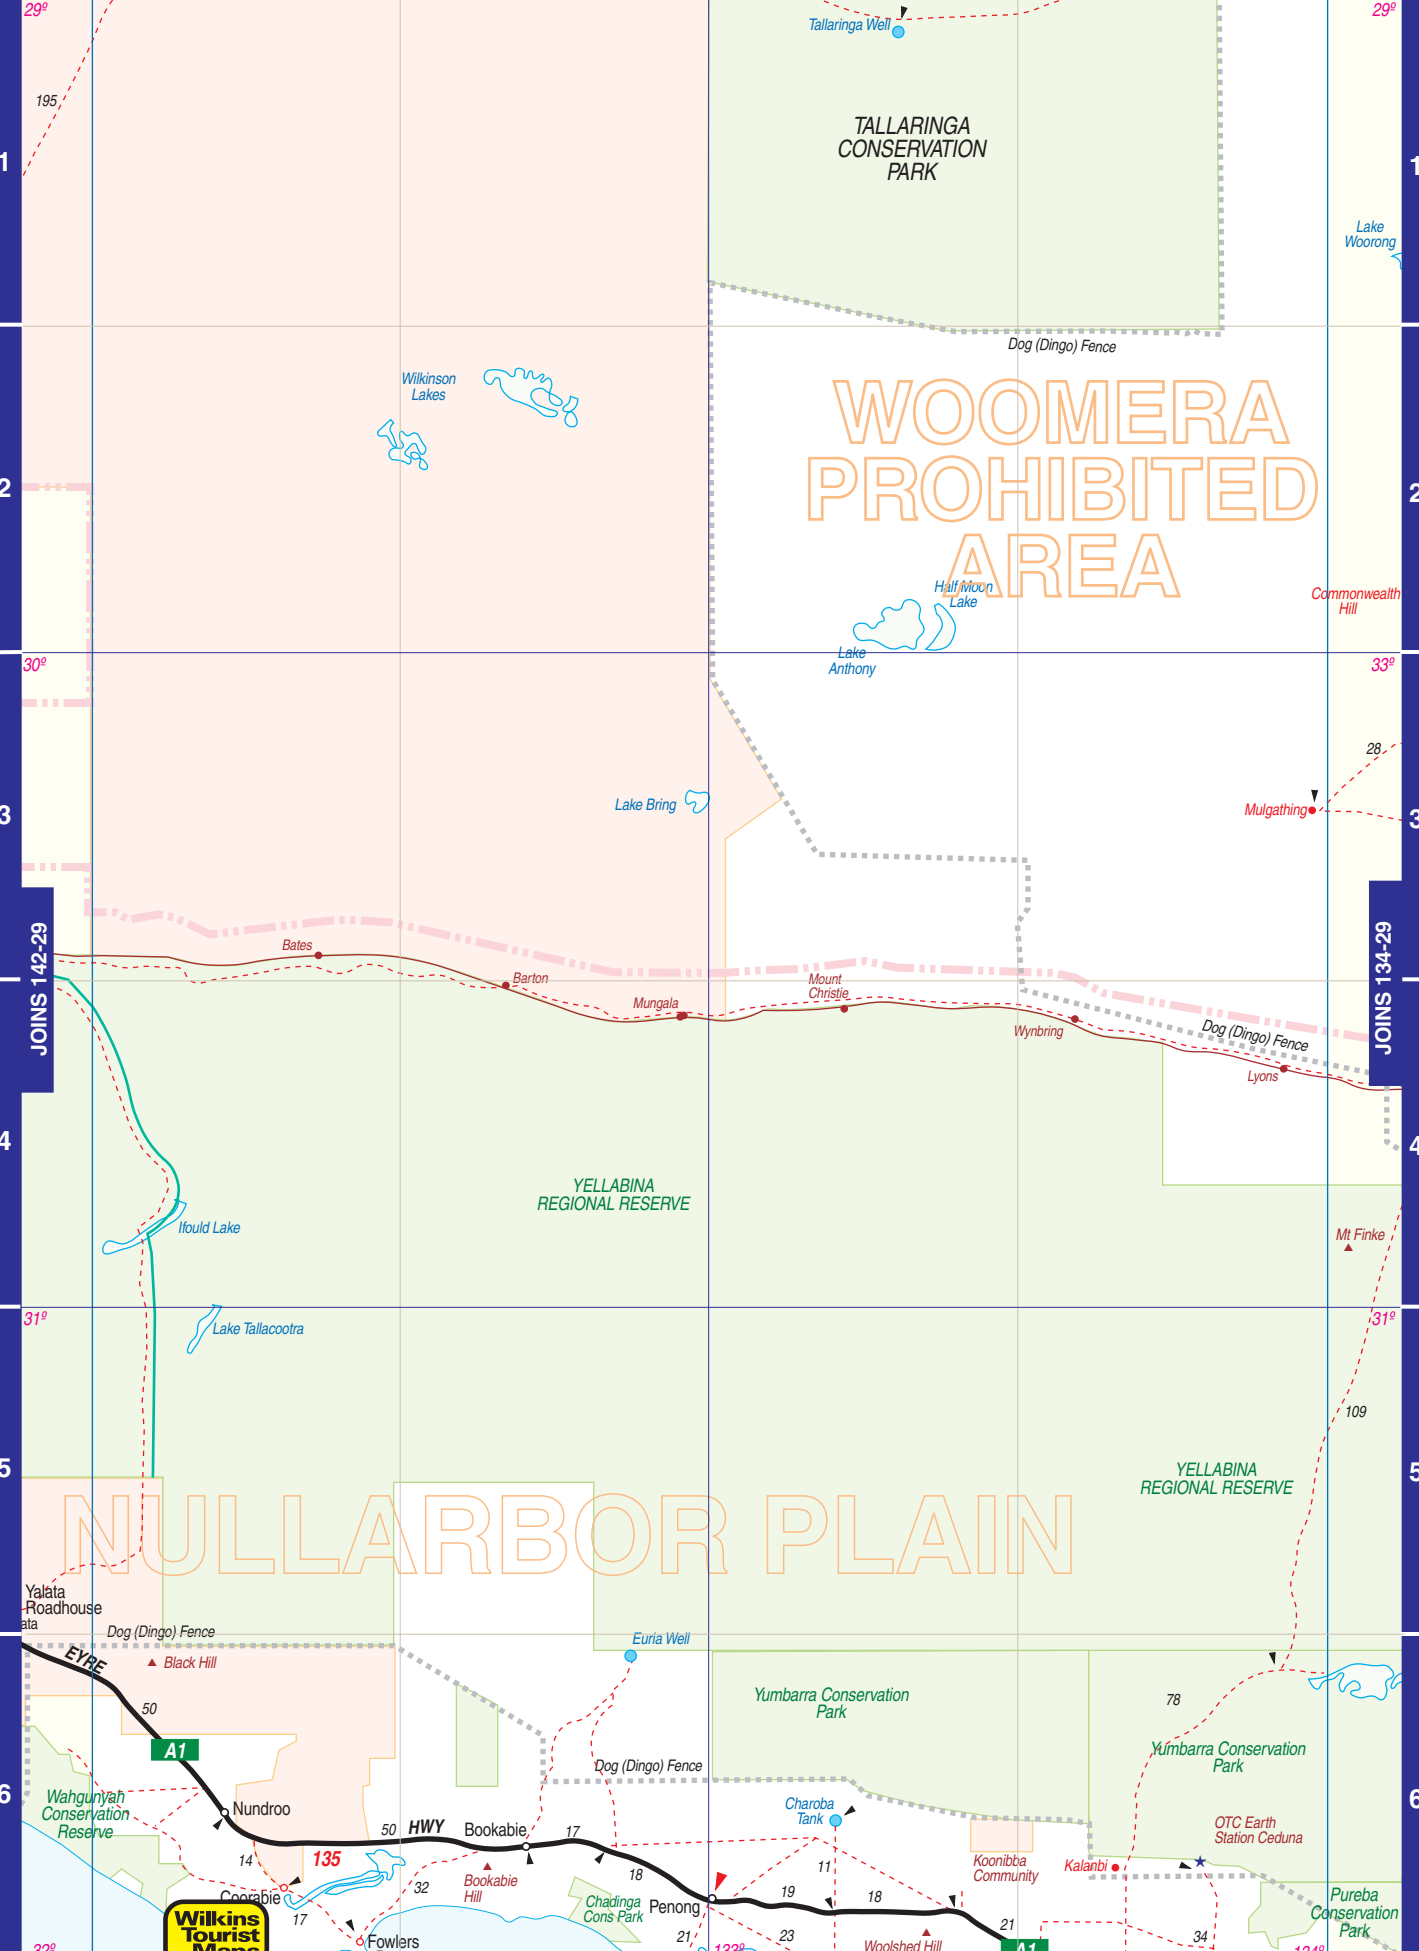 29º
29º
Tallaringa Well
195
TALLARINGA
CONSERVATION
PARK
1
1
Lake
Woorong
Dog (Dingo) Fence
Wilkinson
Lakes
WOOMERA
PROHIBITED
AREA
2
2
Half Moon
Lake
Commonwealth
Hill
Lake
Anthony
30º
33º
28
Lake Bring
Mulgathing
3
3
JOINS 142-29
JOINS 134-29
Bates
Barton
Mungala
Mount
Christie
Wynbring
Dog (Dingo) Fence
Lyons
4
4
YELLABINA
REGIONAL RESERVE
Ifould Lake
Mt Finke
31º
31º
Lake Tallacootra
109
5
5
YELLABINA
REGIONAL RESERVE
NULLARBOR PLAIN
Yalata
Roadhouse
ata
Dog (Dingo) Fence
Euria Well
EYRE
Black Hill
50
A1
Yumbarra Conservation
Park
78
Yumbarra Conservation
Park
Dog (Dingo) Fence
6
6
Wahgunyah
Conservation
Reserve
Nundroo
Charoba
Tank
50
HWY
Bookabie
17
OTC Earth
Station Ceduna
14
135
18
11
Koonibba
Community
Kalanbi
Bookabie
Hill
32
Coorabie
17
Chadinga
Cons Park
Penong
19
18
Pureba
Conservation
Park
Wilkins
Tourist
Maps
Fowlers
21
23
Woolshed Hill
21
A1
34
32º
133º
134º